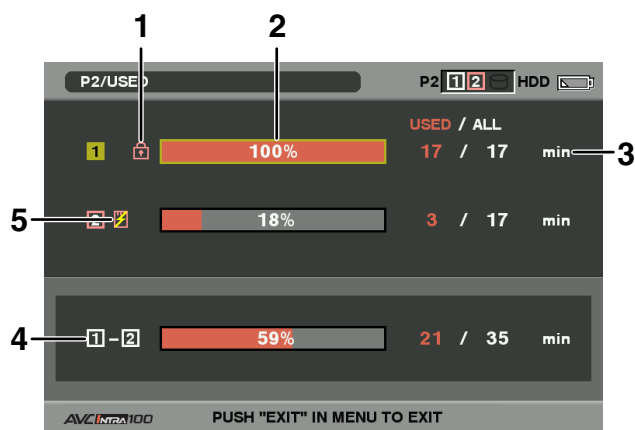 1 2
P2/USED P2 1 2 HDD
USED / ALL
1 100% 17 / 17 min 3
5 2 18% 3 / 17 min
4 1 – 2 59% 21 / 35 min
AVC INTRA 100 PUSH "EXIT" IN MENU TO EXIT